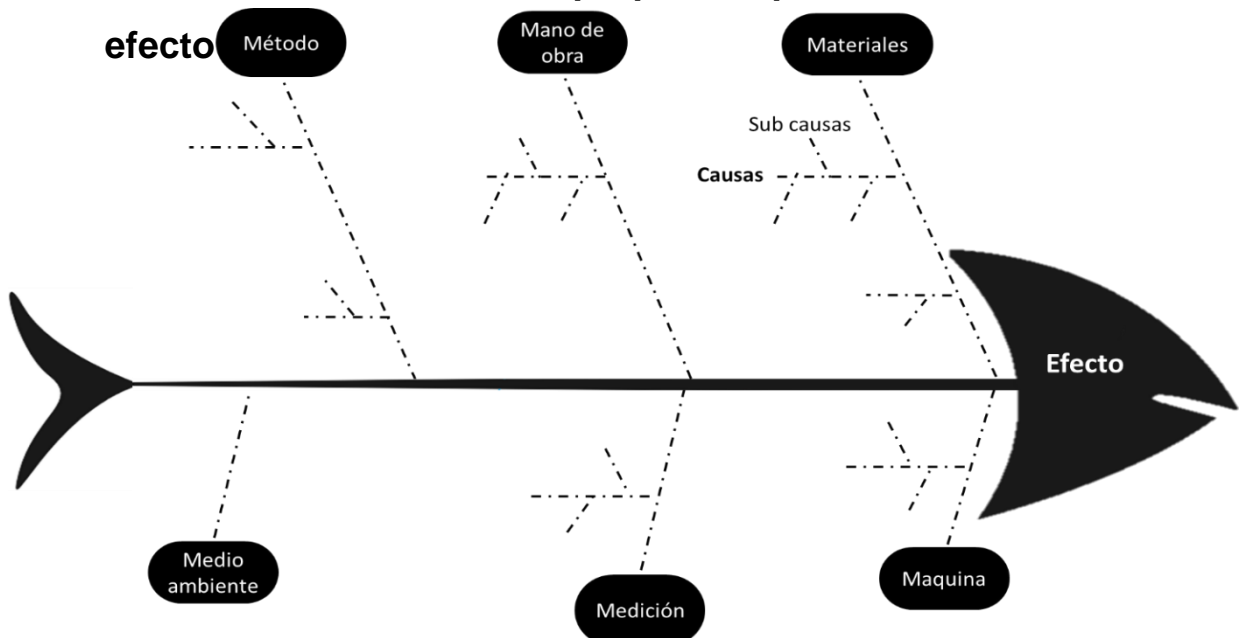 efecto
Método
Mano de
obra
Materiales
Sub causas
Causas
Efecto
Medio
ambiente
Medición
Maquina